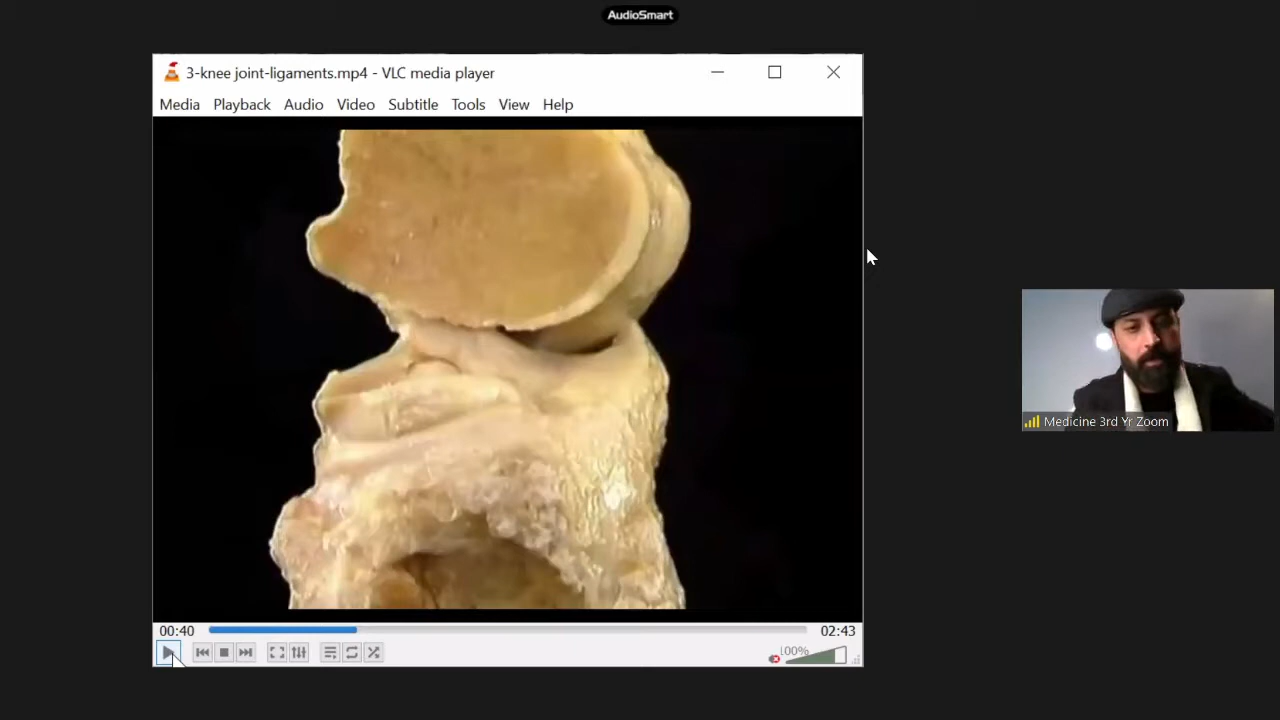 AudioSmart
3-knee joint-ligaments.mp4 - VLC media player
Media Playback Audio Video Subtitle Tools View Help
Medicine 3rd Yr Zoom
00:40
02:43
100%